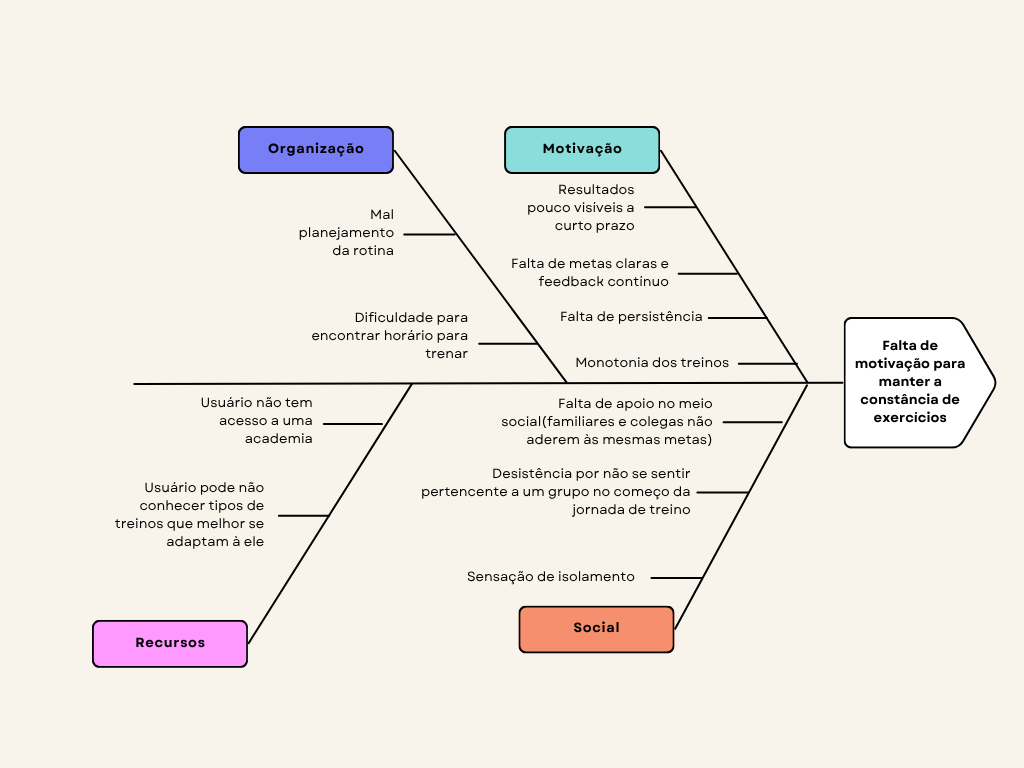 Organização
Motivação
Mal
planejamento
da rotina
Dificuldade para
encontrar horário para
trenar
Resultados
pouco visíveis a
curto prazo
Falta de metas claras e
feedback contínuo
Falta de persistência
Monotonia dos treinos
Falta de
motivação para
manter a
constância de
exercícios
Usuário não tem
acesso a uma
academia
Usuário pode não
conhecer tipos de
treinos que melhor se
adaptam à ele
Falta de apoio no meio
social(familiares e colegas não
aderem às mesmas metas)
Desistência por não se sentir
pertencente a um grupo no começo da
jornada de treino
Sensação de isolamento
Recursos
Social